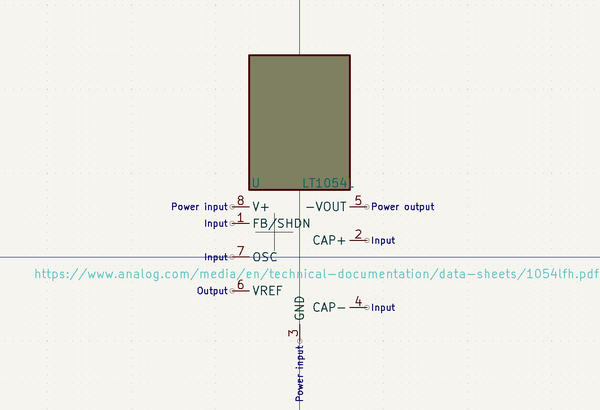 U LT1054L
Power input 8 V+ -VOUT 5 Power output
Input 1 FB/SHDN
CAP+ 2 Input
Input 7 OSC
https://www.analog.com/media/en/technical-documentation/data-sheets/1054lfh.pdf
Output 6 VREF
CAP- 4 Input
GND
3
Power input